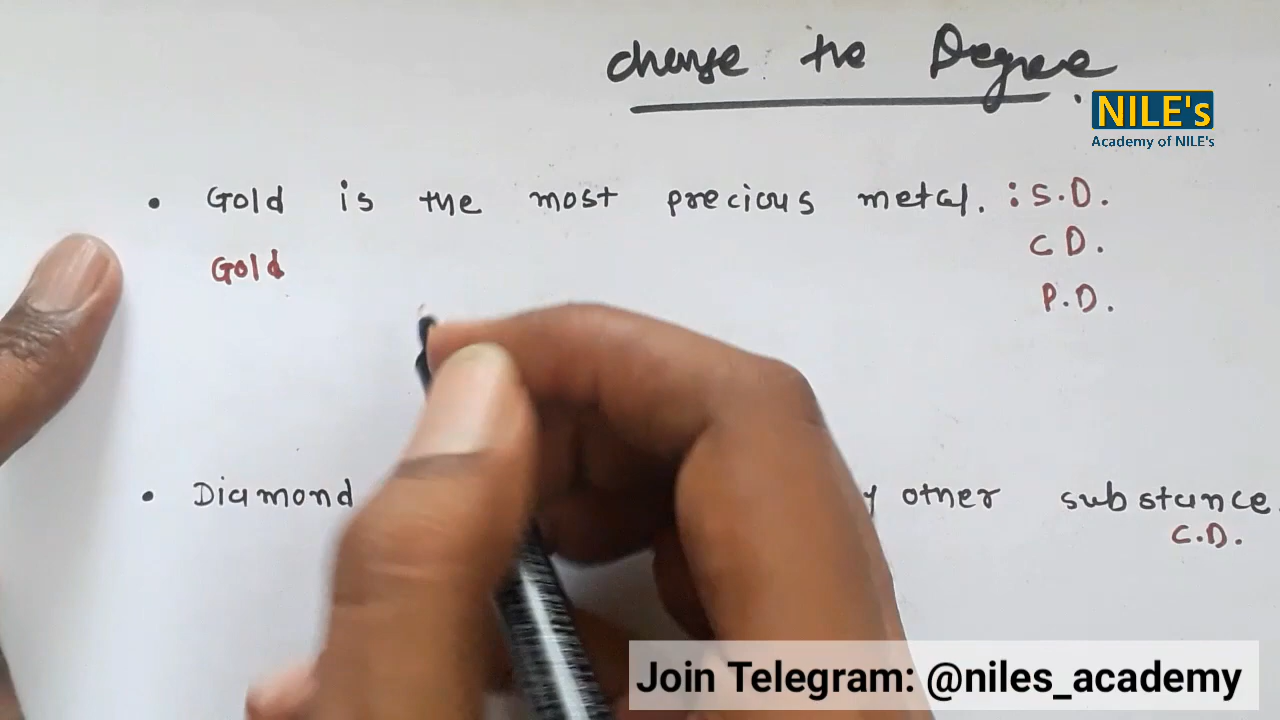 Change the Degree.
NILE's
Academy of NILE's
• Gold is the most precious metal. : S.D.
Gold
C D.
P.D.
• Diamond other substance.
C.D.
Join Telegram: @niles_academy